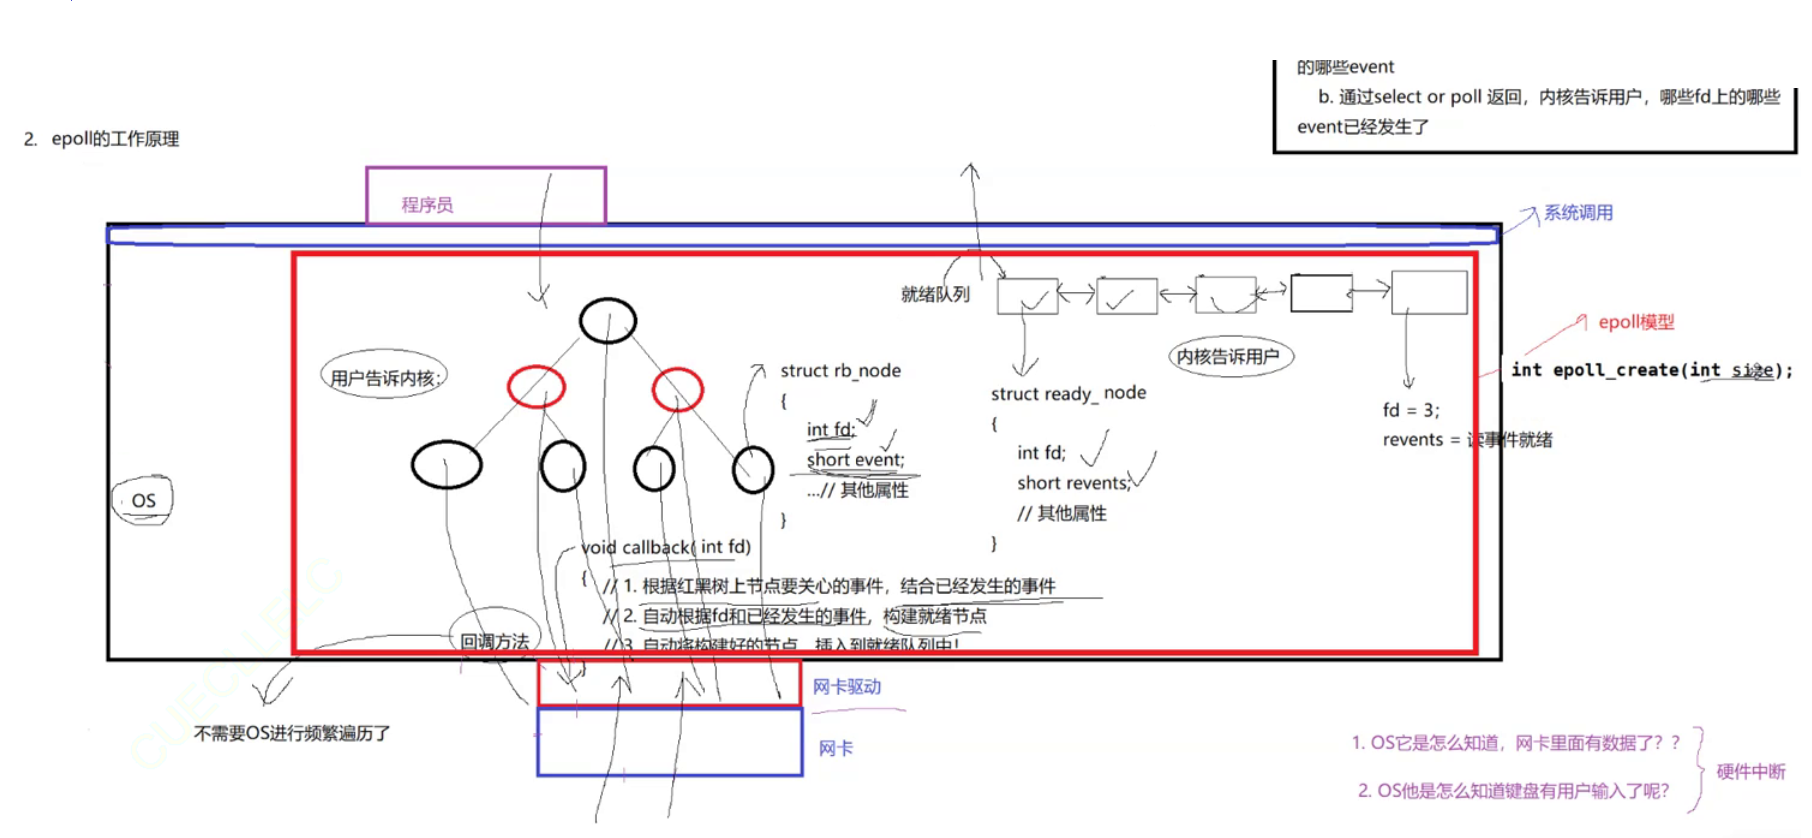 的哪些event
b. 通过select or poll 返回，内核告诉用户，哪些fd上的哪些
event已经发生了
2. epoll的工作原理
程序员
系统调用
就绪队列
epoll模型
用户告诉内核;
内核告诉用户
int epoll_create(int size);
struct rb_node
{
int fd;
short event;
...// 其他属性
}
struct ready_ node
{
int fd;
short revents;
// 其他属性
}
fd = 3;
revents = 读事件就绪
OS
void callback( int fd)
{
// 1. 根据红黑树上节点要关心的事件，结合已经发生的事件
// 2. 自动根据fd和已经发生的事件，构建就绪节点
// 3. 自动将构建好的节点，插入到就绪队列中!
}
回调方法
不需要OS进行频繁遍历了
网卡驱动
网卡
1. OS它是怎么知道，网卡里面有数据了？？
2. OS他是怎么知道键盘有用户输入了呢?
硬件中断
CUECLLEEC